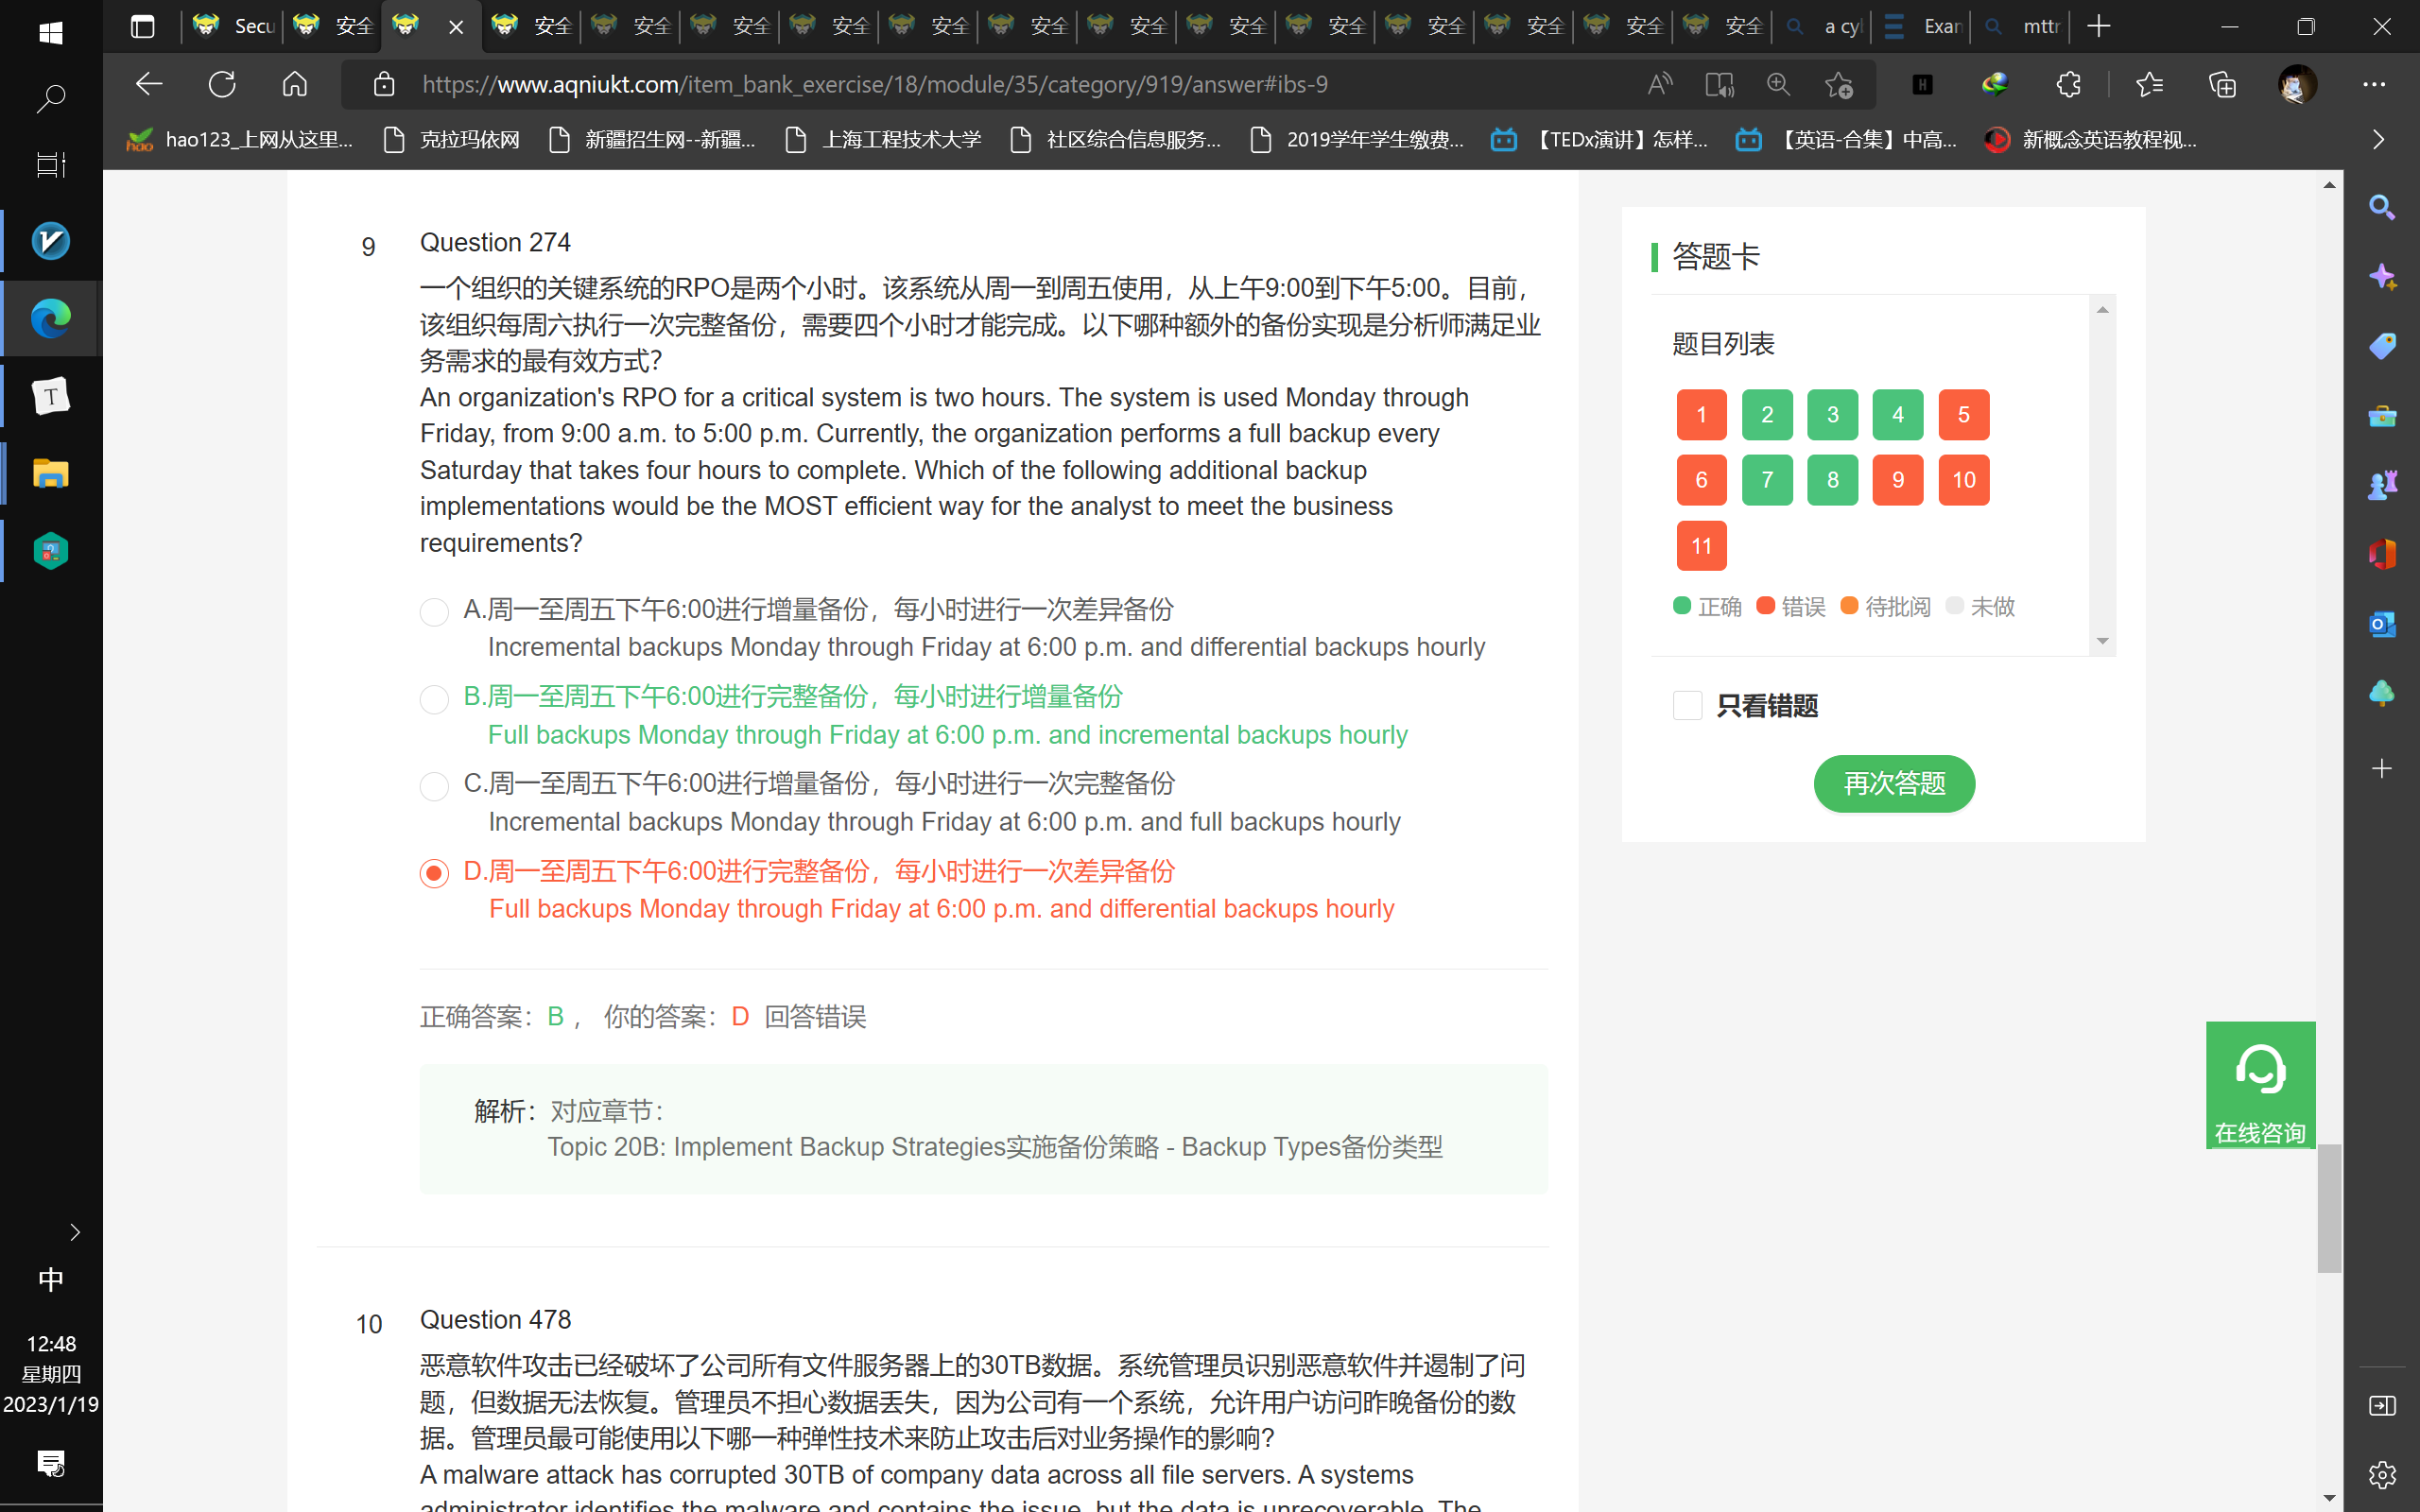 Secu
安全
安全
安全
安全
安全
安全
安全
安全
安全
安全
安全
安全
安全
a cyl
Exan
mttr
https://www.aqniukt.com/item_bank_exercise/18/module/35/category/919/answer#ibs-9
hao123_上网从这里...
克拉玛依网
新疆招生网--新疆...
上海工程技术大学
社区综合信息服务...
2019学年学生缴费...
【TEDx演讲】怎样...
【英语-合集】中高...
新概念英语教程视...
9
Question 274
一个组织的关键系统的RPO是两个小时。该系统从周一到周五使用，从上午9:00到下午5:00。目前，
该组织每周六执行一次完整备份，需要四个小时才能完成。以下哪种额外的备份实现是分析师满足业
务需求的最有效方式？
An organization's RPO for a critical system is two hours. The system is used Monday through
Friday, from 9:00 a.m. to 5:00 p.m. Currently, the organization performs a full backup every
Saturday that takes four hours to complete. Which of the following additional backup
implementations would be the MOST efficient way for the analyst to meet the business
requirements?
A.周一至周五下午6:00进行增量备份，每小时进行一次差异备份
Incremental backups Monday through Friday at 6:00 p.m. and differential backups hourly
B.周一至周五下午6:00进行完整备份，每小时进行增量备份
Full backups Monday through Friday at 6:00 p.m. and incremental backups hourly
C.周一至周五下午6:00进行增量备份，每小时进行一次完整备份
Incremental backups Monday through Friday at 6:00 p.m. and full backups hourly
D.周一至周五下午6:00进行完整备份，每小时进行一次差异备份
Full backups Monday through Friday at 6:00 p.m. and differential backups hourly
正确答案：B ， 你的答案：D 回答错误
解析：对应章节：
Topic 20B: Implement Backup Strategies实施备份策略 - Backup Types备份类型
10
Question 478
恶意软件攻击已经破坏了公司所有文件服务器上的30TB数据。系统管理员识别恶意软件并遏制了问
题，但数据无法恢复。管理员不担心数据丢失，因为公司有一个系统，允许用户访问昨晚备份的数
据。管理员最可能使用以下哪一种弹性技术来防止攻击后对业务操作的影响?
A malware attack has corrupted 30TB of company data across all file servers. A systems
administrator identifies the malware and contains the issue, but the data is unrecoverable. The
答题卡
题目列表
1 2 3 4 5
6 7 8 9 10
11
正确 错误 待批阅 未做
只看错题
再次答题
在线咨询
中
12:48
星期四
2023/1/19